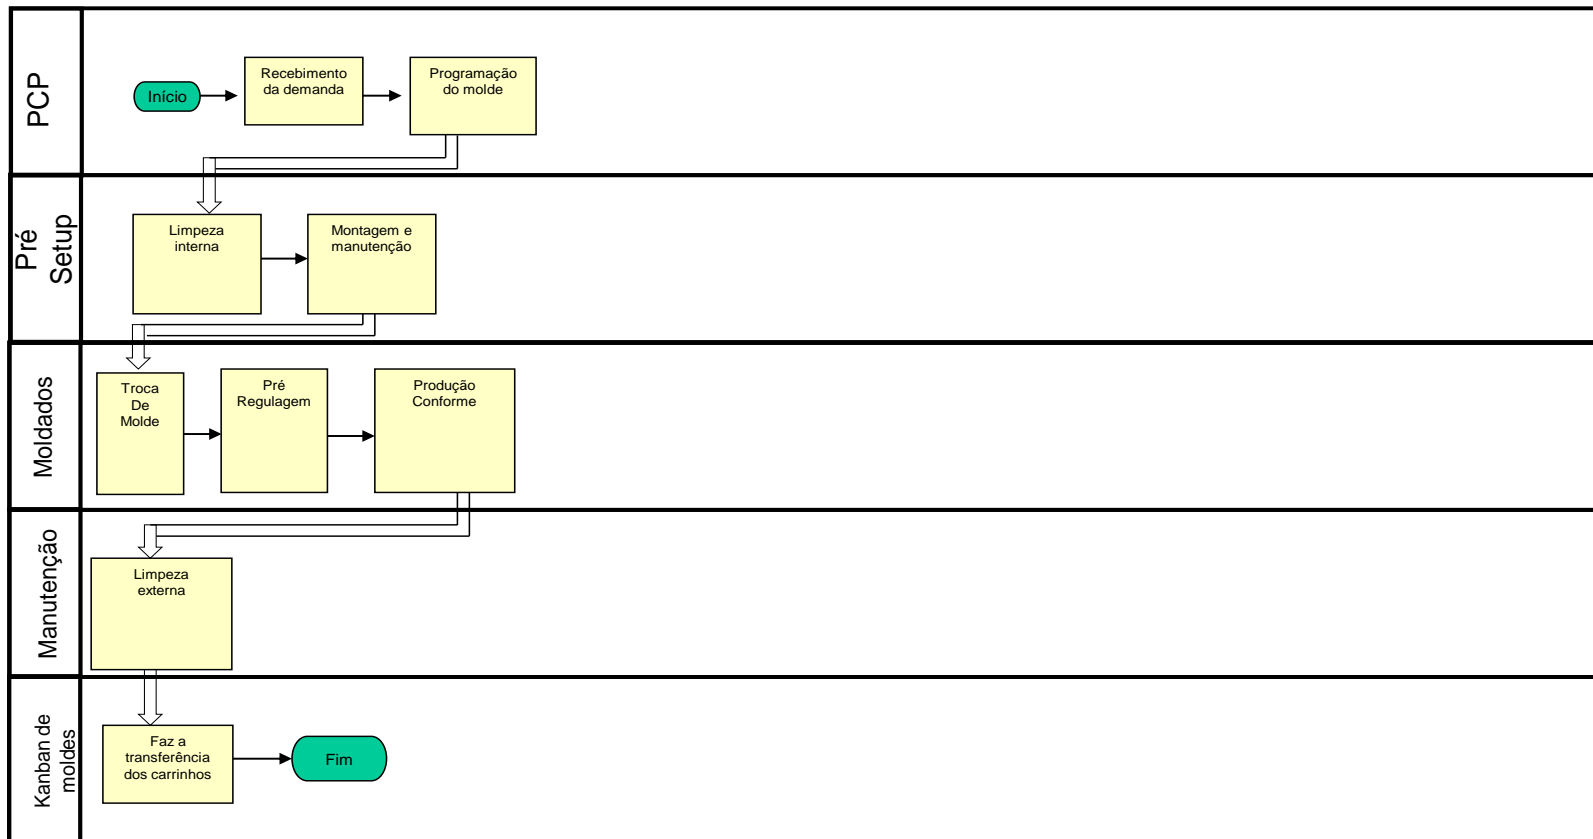 PCP
Início
Recebimento
da demanda
Programação
do molde
Pré
Setup
Limpeza
interna
Montagem e
manutenção
Moldados
Troca
De
Molde
Pré
Regulagem
Produção
Conforme
Manutenção
Limpeza
externa
Kanban de
moldes
Faz a
transferência
dos carrinhos
Fim